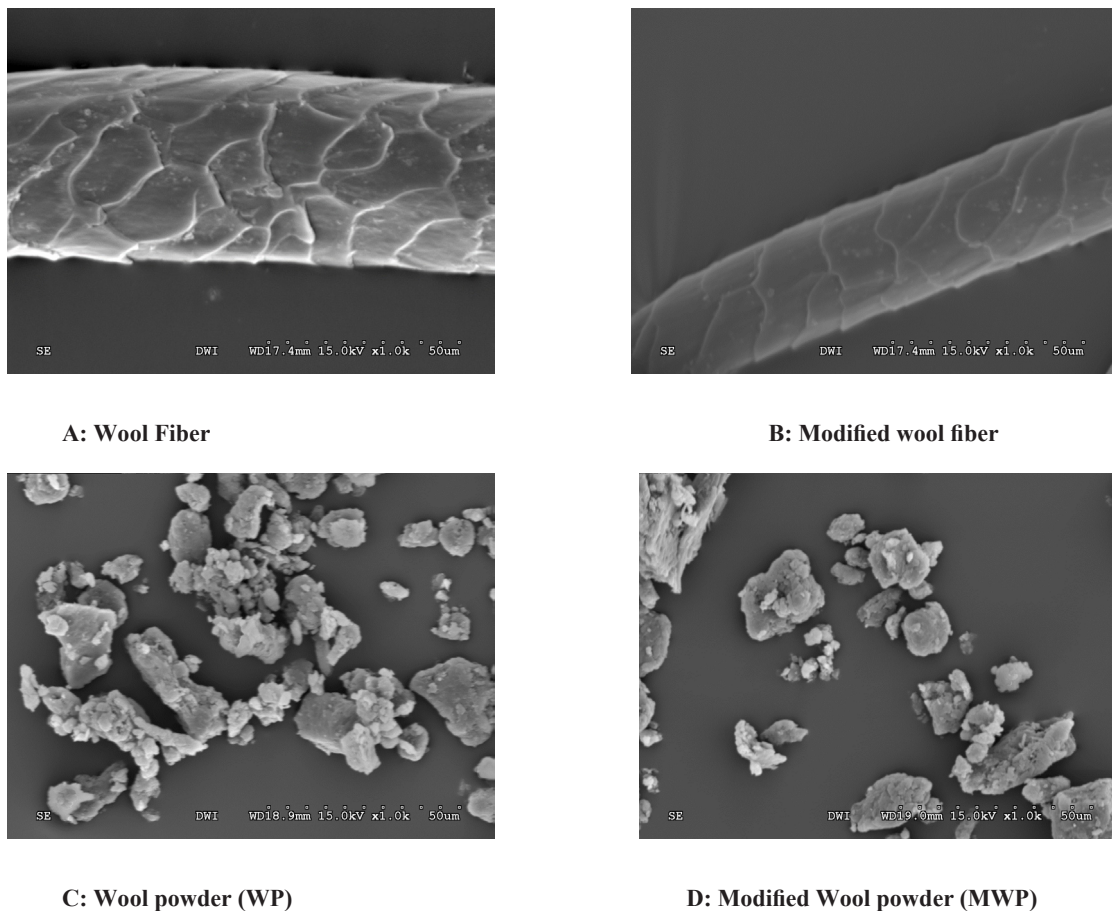 SE DWI WD17.4mm 15.0kV x1.0k 50um
SE DWI WD17.4mm 15.0kV x1.0k 50um
A: Wool Fiber
B: Modified wool fiber
SE DWI WD18.9mm 15.0kV x1.0k 50um
SE DWI WD19.0mm 15.0kV x1.0k 50um
C: Wool powder (WP)
D: Modified Wool powder (MWP)